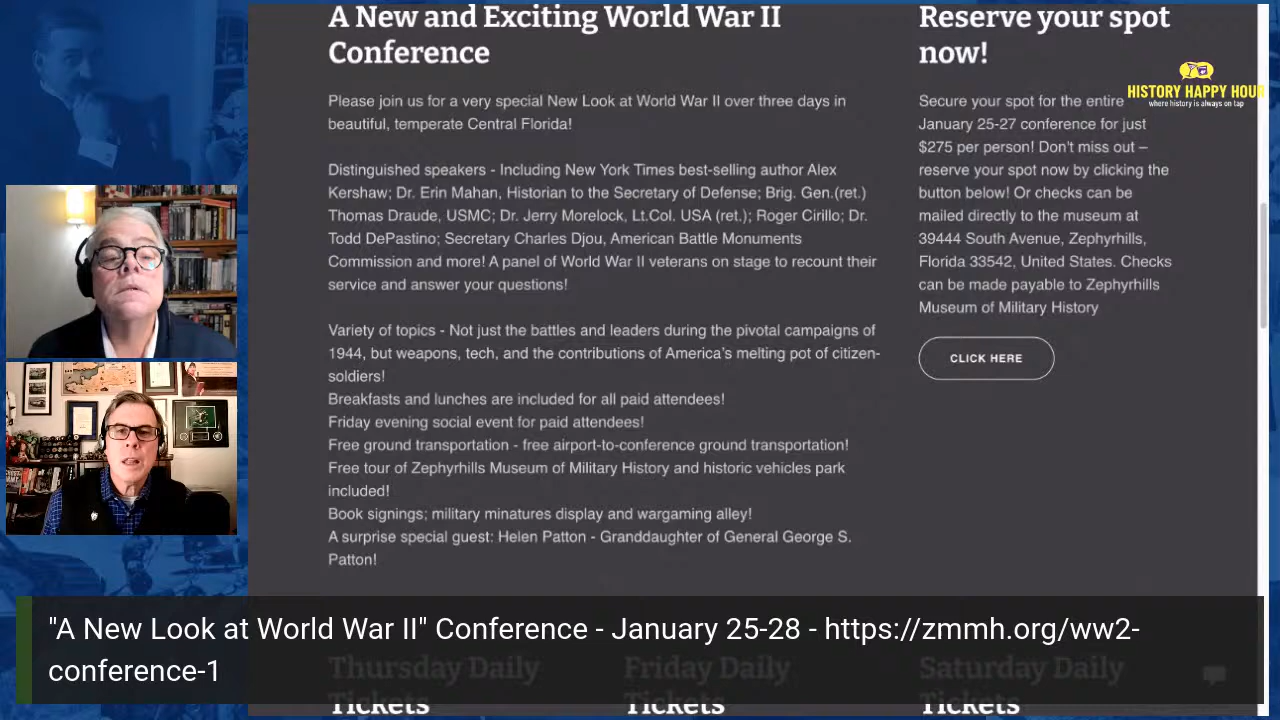 A New and Exciting World War II
Conference
Please join us for a very special New Look at World War II over three days in
beautiful, temperate Central Florida!
Distinguished speakers - Including New York Times best-selling author Alex
Kershaw; Dr. Erin Mahan, Historian to the Secretary of Defense; Brig. Gen.(ret.)
Thomas Draude, USMC; Dr. Jerry Morelock, Lt.Col. USA (ret.); Roger Cirillo; Dr.
Todd DePastino; Secretary Charles Djou, American Battle Monuments
Commission and more! A panel of World War II veterans on stage to recount their
service and answer your questions!
Variety of topics - Not just the battles and leaders during the pivotal campaigns of
1944, but weapons, tech, and the contributions of America's melting pot of citizen-
soldiers!
Breakfasts and lunches are included for all paid attendees!
Friday evening social event for paid attendees!
Free ground transportation - free airport-to-conference ground transportation!
Free tour of Zephyrhills Museum of Military History and historic vehicles park
included!
Book signings; military minatures display and wargaming alley!
A surprise special guest: Helen Patton - Granddaughter of General George S.
Patton!
Reserve your spot
now!
HISTORY HAPPY HOUR
where history is always on tap
Secure your spot for the entire
January 25-27 conference for just
$275 per person! Don't miss out –
reserve your spot now by clicking the
button below! Or checks can be
mailed directly to the museum at
39444 South Avenue, Zephyrhills,
Florida 33542, United States. Checks
can be made payable to Zephyrhills
Museum of Military History
CLICK HERE
"A New Look at World War II" Conference - January 25-28 - https://zmmh.org/ww2-
conference-1
Thursday Daily
Tickets
Friday Daily
Tickets
Saturday Daily
Tickets